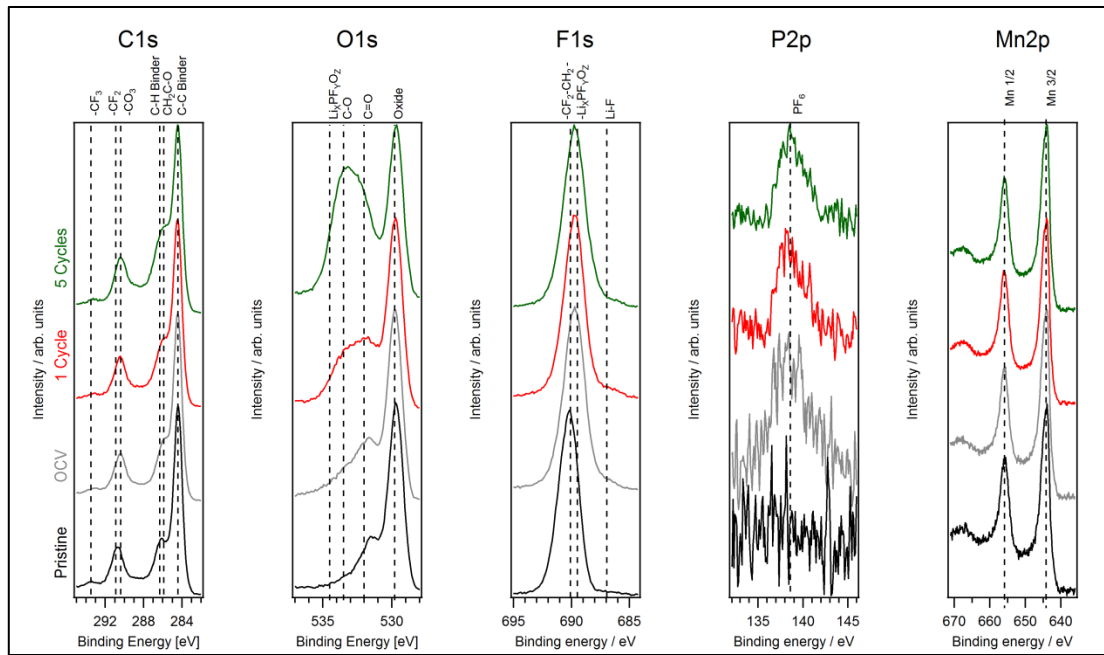 C1s
O1s
F1s
P2p
Mn2p
-CF₃
-CF₂
-CO₃
C-H Binder
CH₂C-O
C-C Binder
LiₓPFᵧO_Z
C-O
C=O
Oxide
-CF₂-CH₂-
-LiₓPFᵧO_Z
Li-F
PF₆
Mn 1/2
Mn 3/2
Intensity / arb. units
Pristine
OCV
1 Cycle
5 Cycles
Intensity / arb. units
Intensity / arb. units
Intensity / arb. units
Intensity / arb. units
292
288
284
535
530
695
690
685
135
140
145
670
660
650
640
Binding Energy [eV]
Binding Energy [eV]
Binding Energy / eV
Binding Energy / eV
Binding Energy / eV